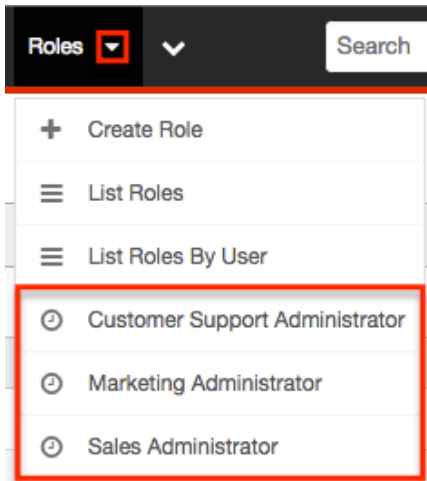 Roles
Search
Create Role
List Roles
List Roles By User
Customer Support Administrator
Marketing Administrator
Sales Administrator